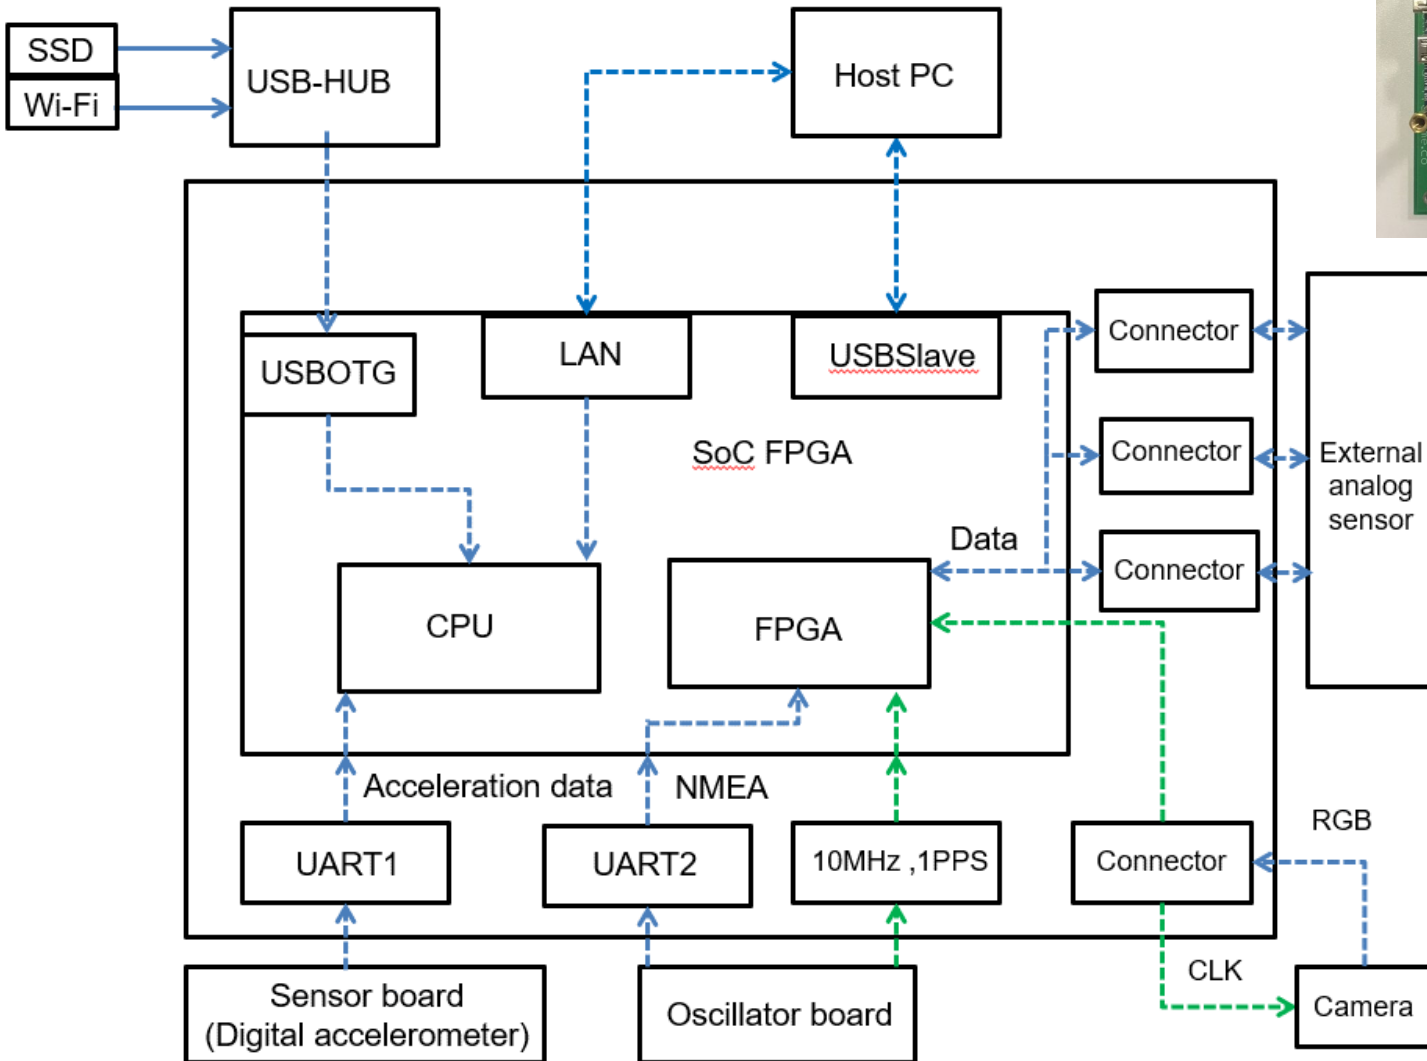 SSD
Wi-Fi
USB-HUB
Host PC
USBOTG
LAN
USBSlave
Connector
SoC FPGA
Connector
External
analog
sensor
Data
Connector
CPU
FPGA
Acceleration data
NMEA
RGB
UART1
UART2
10MHz ,1PPS
Connector
CLK
Sensor board
(Digital accelerometer)
Oscillator board
Camera